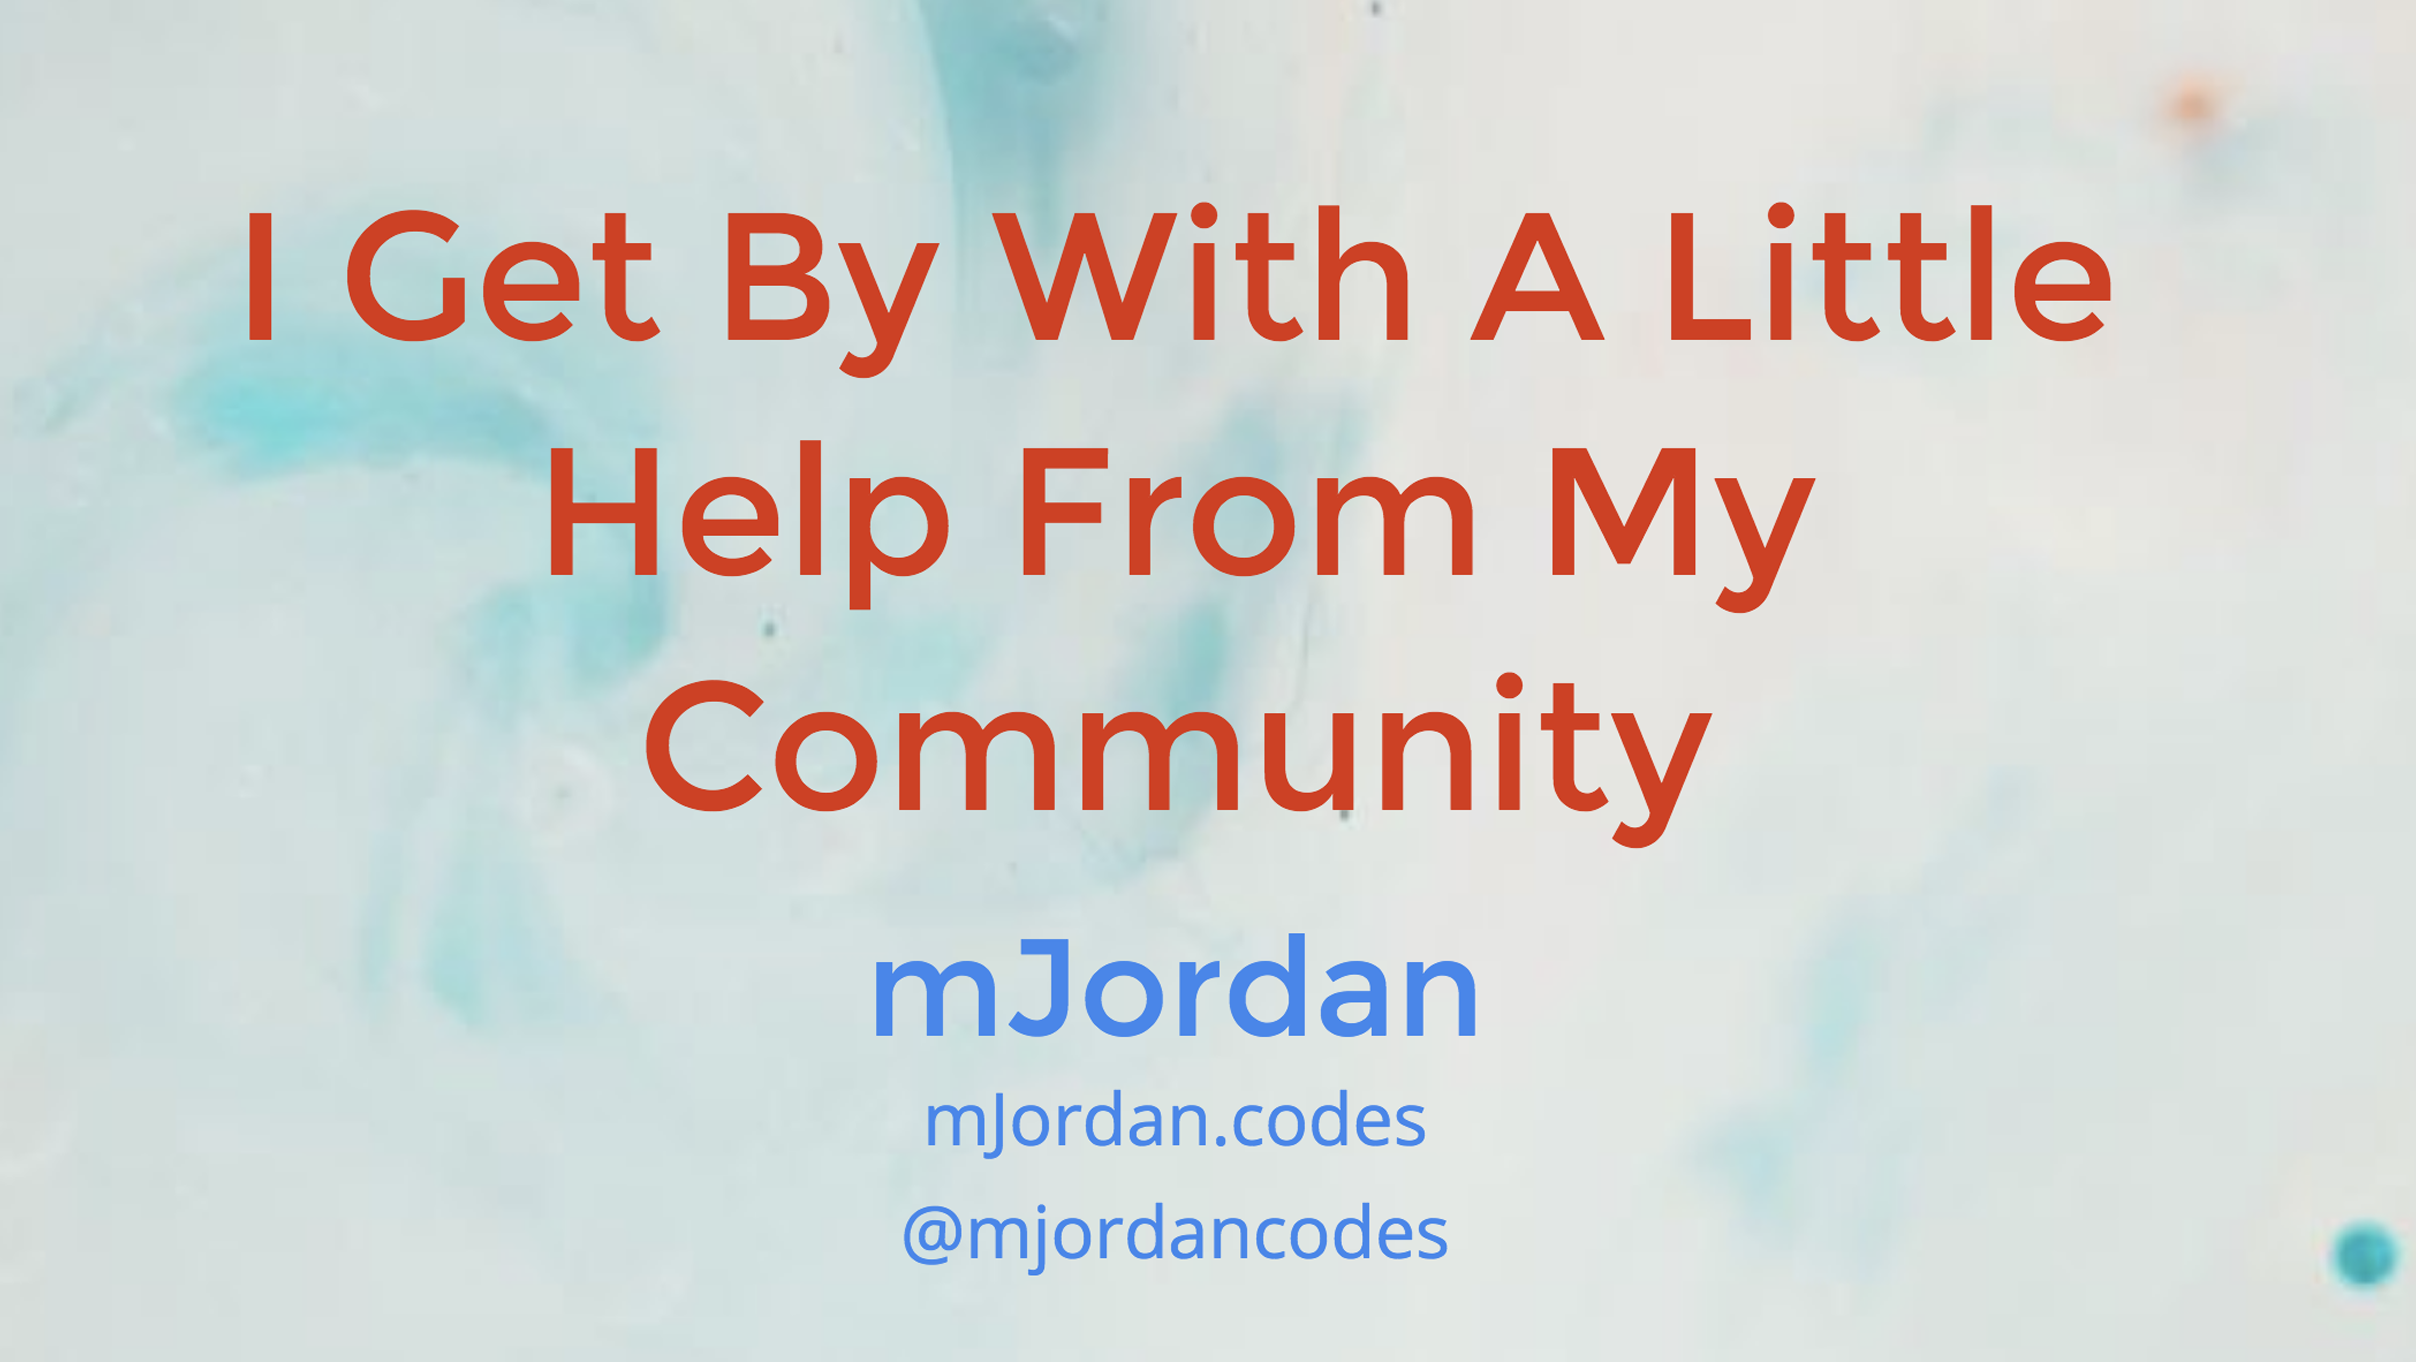 I Get By With A Little
Help From My
Community
mJordan
mJordan.codes
@mjordancodes